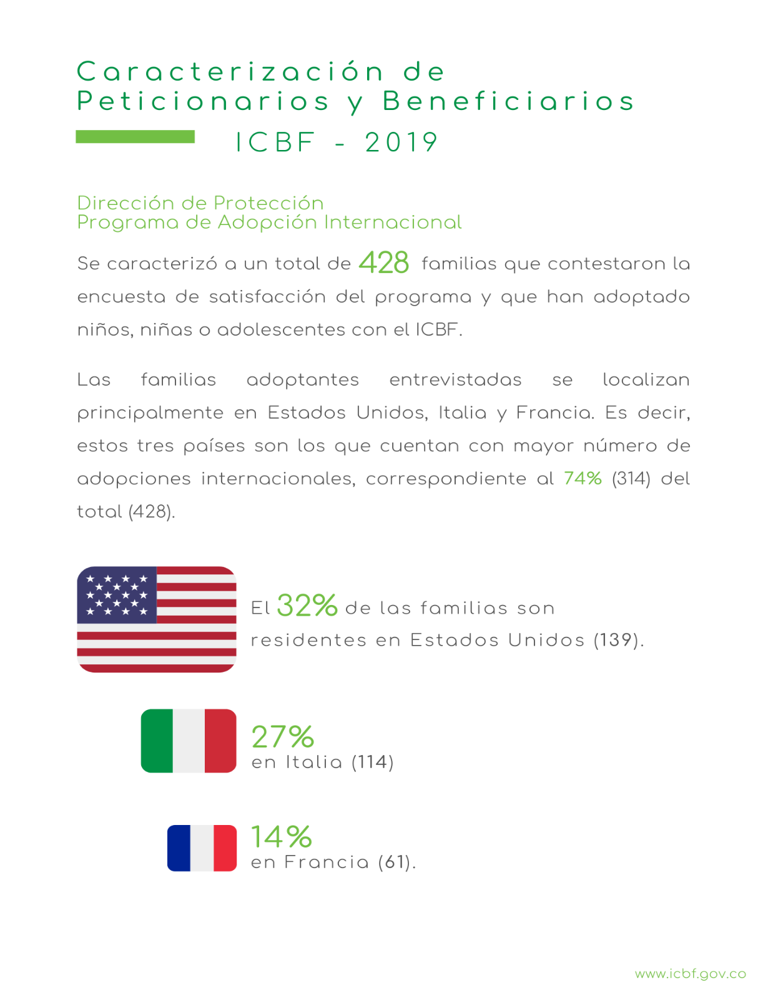 Caracterización de
Peticionarios y Beneficiarios
ICBF - 2019
Dirección de Protección
Programa de Adopción Internacional
Se caracterizó a un total de 428 familias que contestaron la
encuesta de satisfacción del programa y que han adoptado
niños, niñas o adolescentes con el ICBF.
Las familias adoptantes entrevistadas se localizan
principalmente en Estados Unidos, Italia y Francia. Es decir,
estos tres países son los que cuentan con mayor número de
adopciones internacionales, correspondiente al 74% (314) del
total (428).
El 32% de las familias son
residentes en Estados Unidos (139).
27%
en Italia (114)
14%
en Francia (61).
www.icbf.gov.co